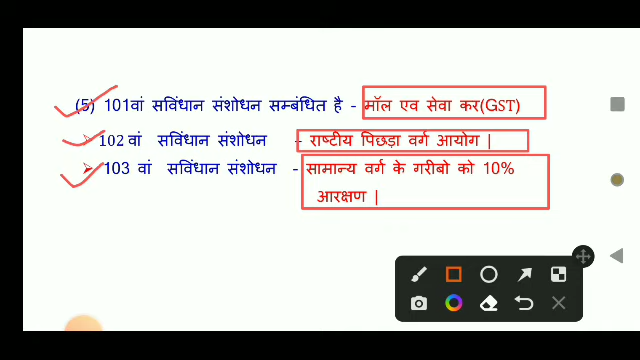 (5) 101वां सविंधान संशोधन सम्बंधित है - मॉल एव सेवा कर(GST)
102 वां सविंधान संशोधन - राष्टीय पिछड़ा वर्ग आयोग |
103 वां सविंधान संशोधन - सामान्य वर्ग के गरीबो को 10%
आरक्षण |